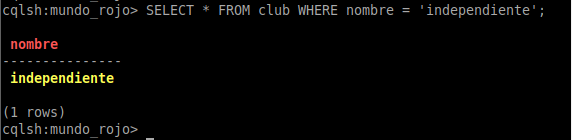 cqlsh:mundo_rojo> SELECT * FROM club WHERE nombre = 'independiente';
nombre
---------------
independiente
(1 rows)
cqlsh:mundo_rojo>